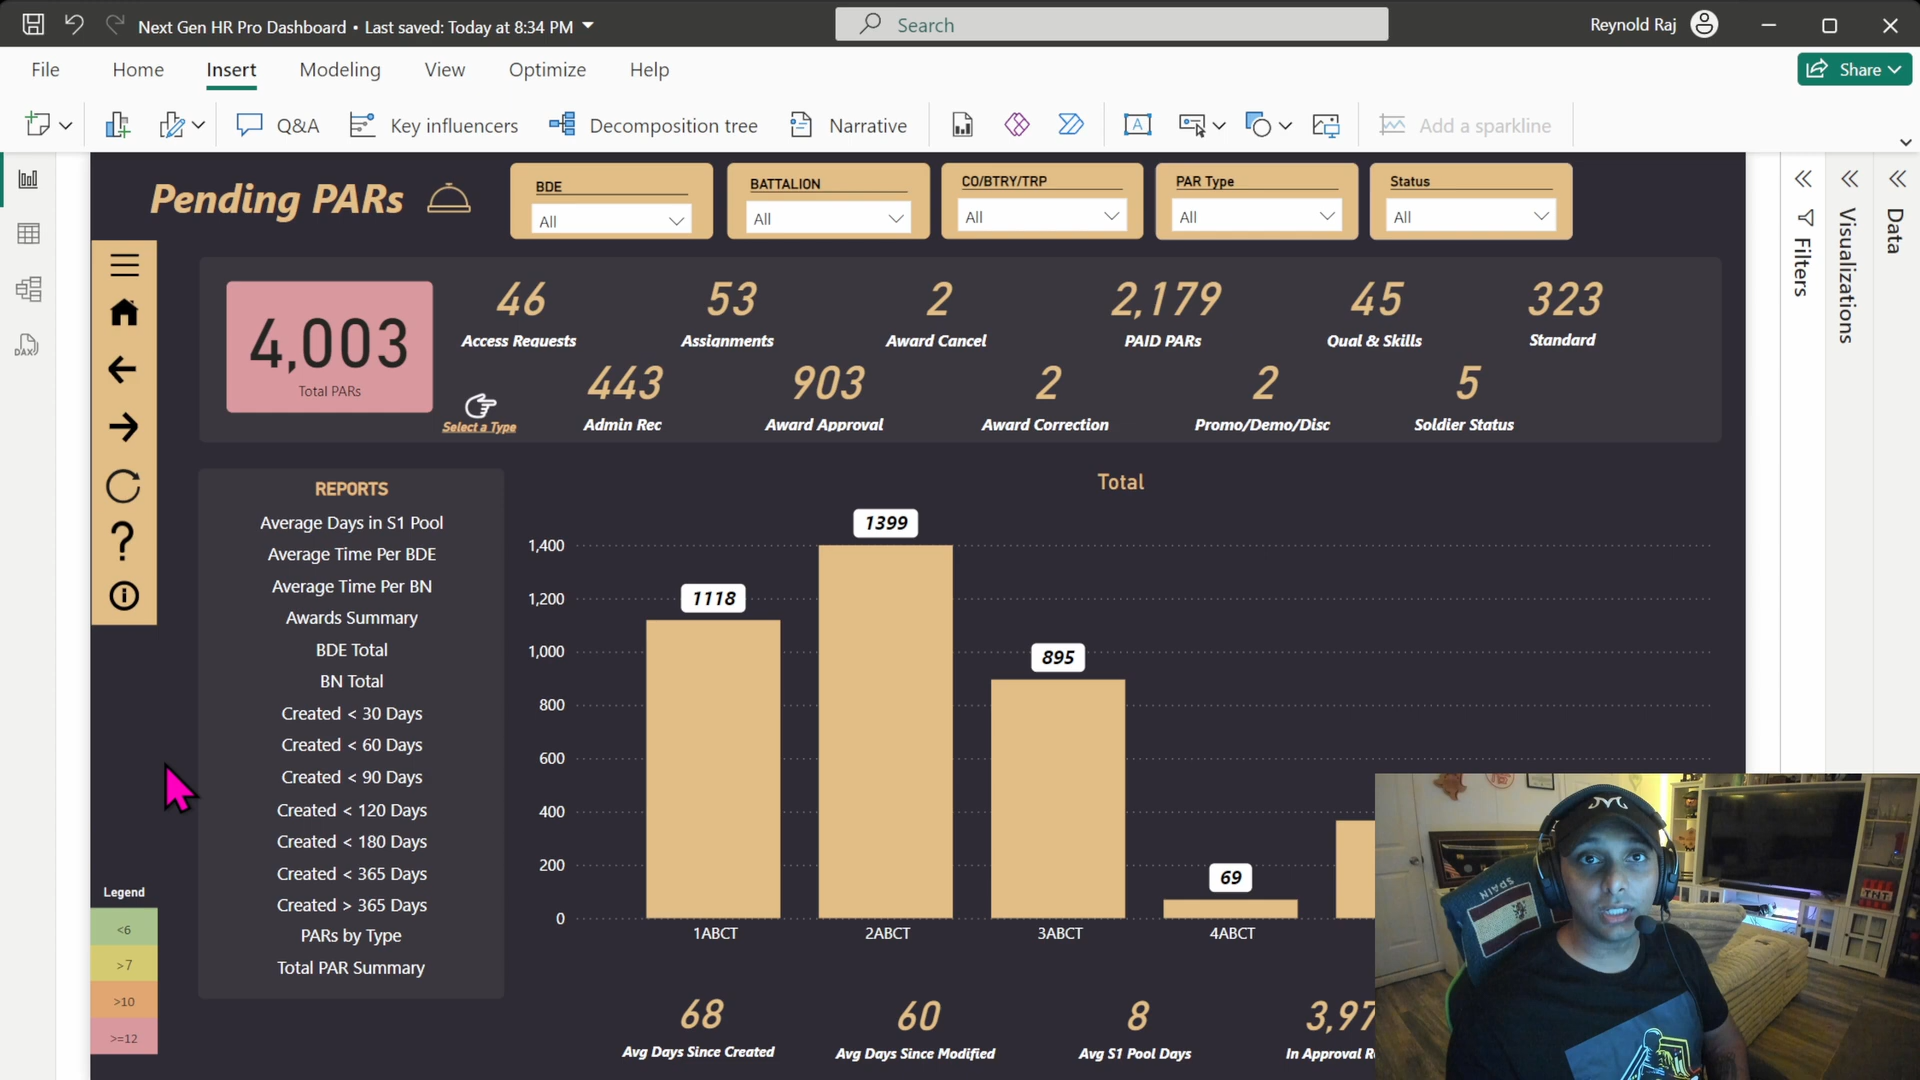 Next Gen HR Pro Dashboard • Last saved: Today at 8:34 PM
Search
Reynold Raj
File
Home
Insert
Modeling
View
Optimize
Help
Share
Q&A
Key influencers
Decomposition tree
Narrative
A
Add a sparkline
DAX
Pending PARs
BDE
All
BATTALION
All
CO/BTRY/TRP
All
PAR Type
All
Status
All
Filters
Visualizations
Data
4,003
Total PARs
46
Access Requests
53
Assignments
2
Award Cancel
2,179
PAID PARs
45
Qual & Skills
323
Standard
Select a Type
443
Admin Rec
903
Award Approval
2
Award Correction
2
Promo/Demo/Disc
5
Soldier Status
REPORTS
Average Days in S1 Pool
Average Time Per BDE
Average Time Per BN
Awards Summary
BDE Total
BN Total
Created < 30 Days
Created < 60 Days
Created < 90 Days
Created < 120 Days
Created < 180 Days
Created < 365 Days
Created > 365 Days
PARs by Type
Total PAR Summary
Legend
<6
>7
>10
>=12
Total
1,400
1,200
1,000
800
600
400
200
0
1118
1399
895
69
1ABCT
2ABCT
3ABCT
4ABCT
68
Avg Days Since Created
60
Avg Days Since Modified
8
Avg S1 Pool Days
3,97
In Approval R
SPAIN
TNT